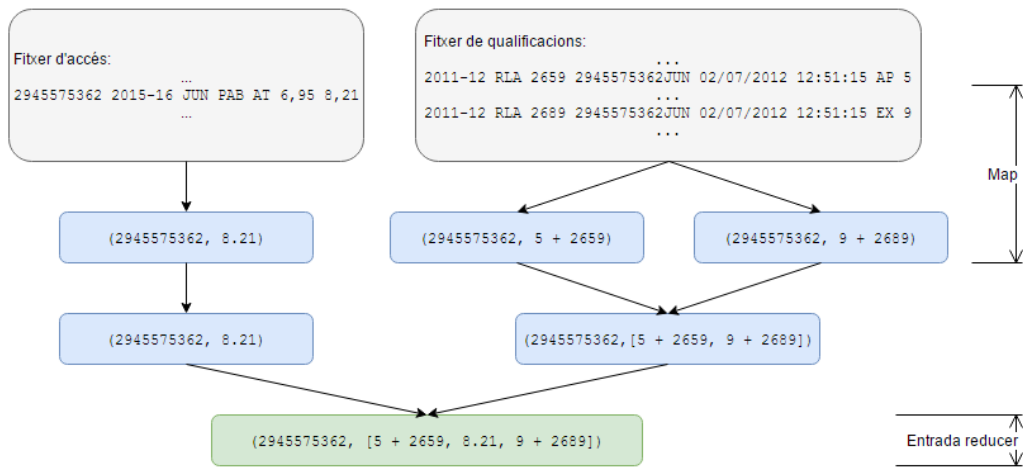 Fitxer d'accés:
...
2945575362 2015-16 JUN PAB AT 6,95 8,21
...
Fitxer de qualificacions:
...
2011-12 RLA 2659 2945575362JUN 02/07/2012 12:51:15 AP 5
...
2011-12 RLA 2689 2945575362JUN 02/07/2012 12:51:15 EX 9
...
Map
(2945575362, 8.21)
(2945575362, 5 + 2659)
(2945575362, 9 + 2689)
(2945575362, 8.21)
(2945575362,[5 + 2659, 9 + 2689])
(2945575362, [5 + 2659, 8.21, 9 + 2689])
Entrada reducer